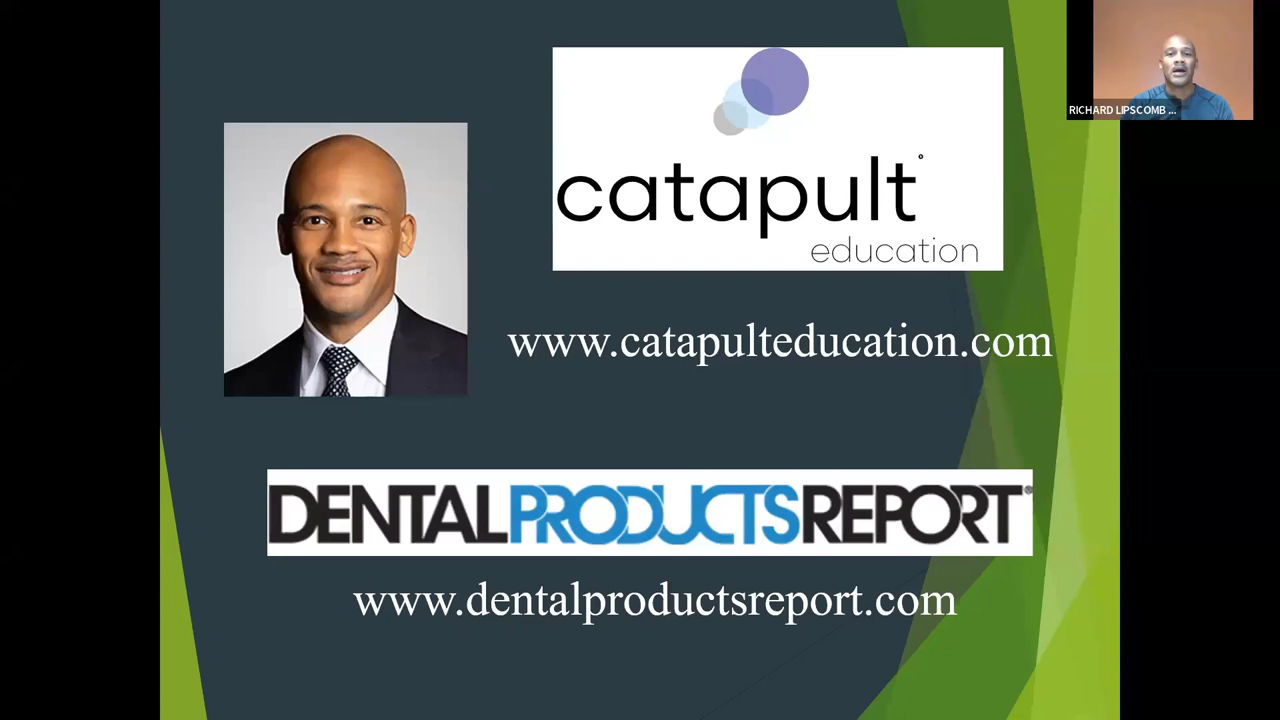 RICHARD LIPSCOMB ...
catapult
education
www.catapulteducation.com
DENTALPRODUCTSREPORT®
www.dentalproductsreport.com